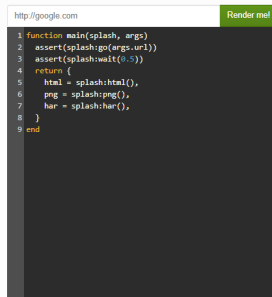 http://google.com
Render me!
1 function main(splash, args)
2   assert(splash:go(args.url))
3   assert(splash:wait(0.5))
4   return {
5     html = splash:html(),
6     png = splash:png(),
7     har = splash:har(),
8   }
9 end